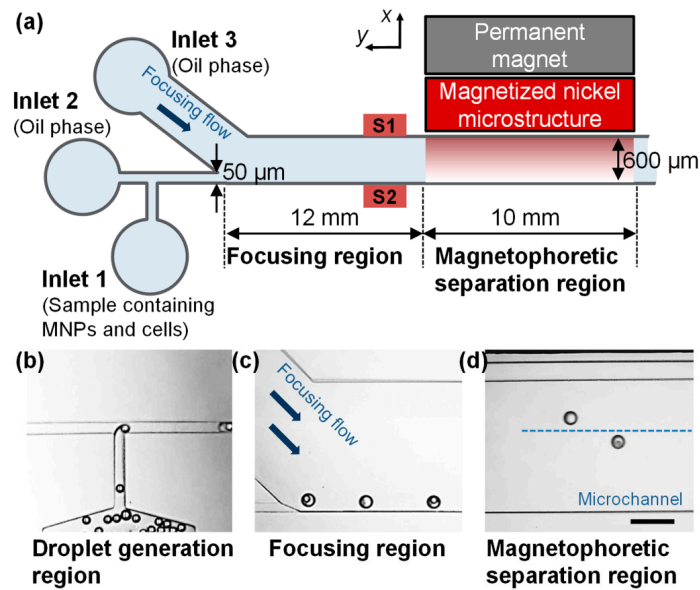 (a)
Inlet 3
(Oil phase)
x
y
Permanent
magnet
Magnetized nickel
microstructure
Inlet 2
(Oil phase)
Focusing flow
S1
50 μm
600 μm
S2
12 mm
10 mm
Focusing region
Magnetophoretic
separation region
Inlet 1
(Sample containing
MNPs and cells)
(b)
(c)
(d)
Focusing flow
Microchannel
Droplet generation
region
Focusing region
Magnetophoretic
separation region